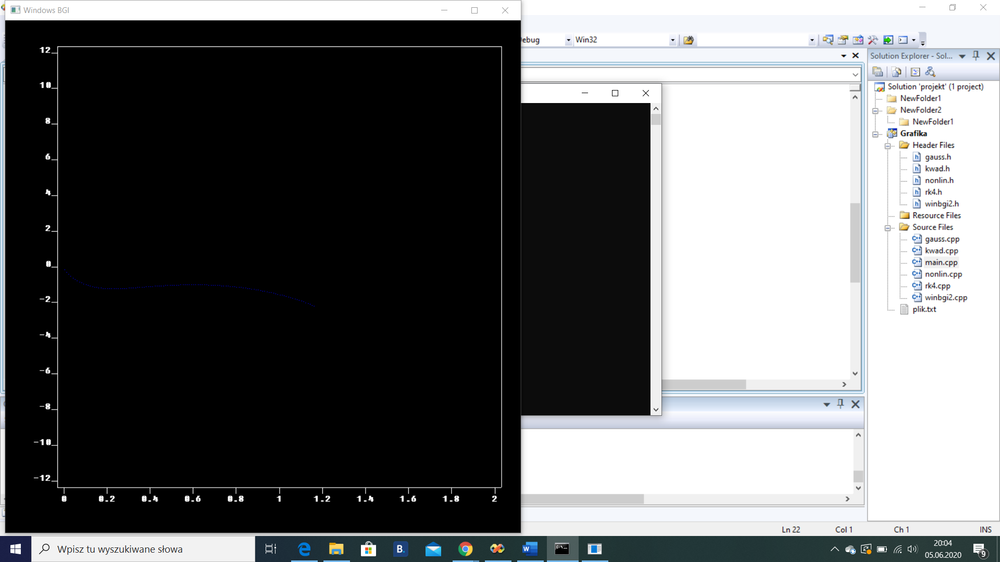 Windows BGI
12
10
8
6
4
2
0
-2
-4
-6
-8
-10
-12
0 0.2 0.4 0.6 0.8 1 1.2 1.4 1.6 1.8 2
ebug
Win32
Solution Explorer - Sol...
Solution 'projekt' (1 project)
NewFolder1
NewFolder2
NewFolder1
Grafika
Header Files
gauss.h
kwad.h
nonlin.h
rk4.h
winbgi2.h
Resource Files
Source Files
gauss.cpp
kwad.cpp
main.cpp
nonlin.cpp
rk4.cpp
winbgi2.cpp
plik.txt
Ln 22 Col 1 Ch 1 INS
Wpisz tu wyszukiwane słowa
B.
20:04
05.06.2020
9